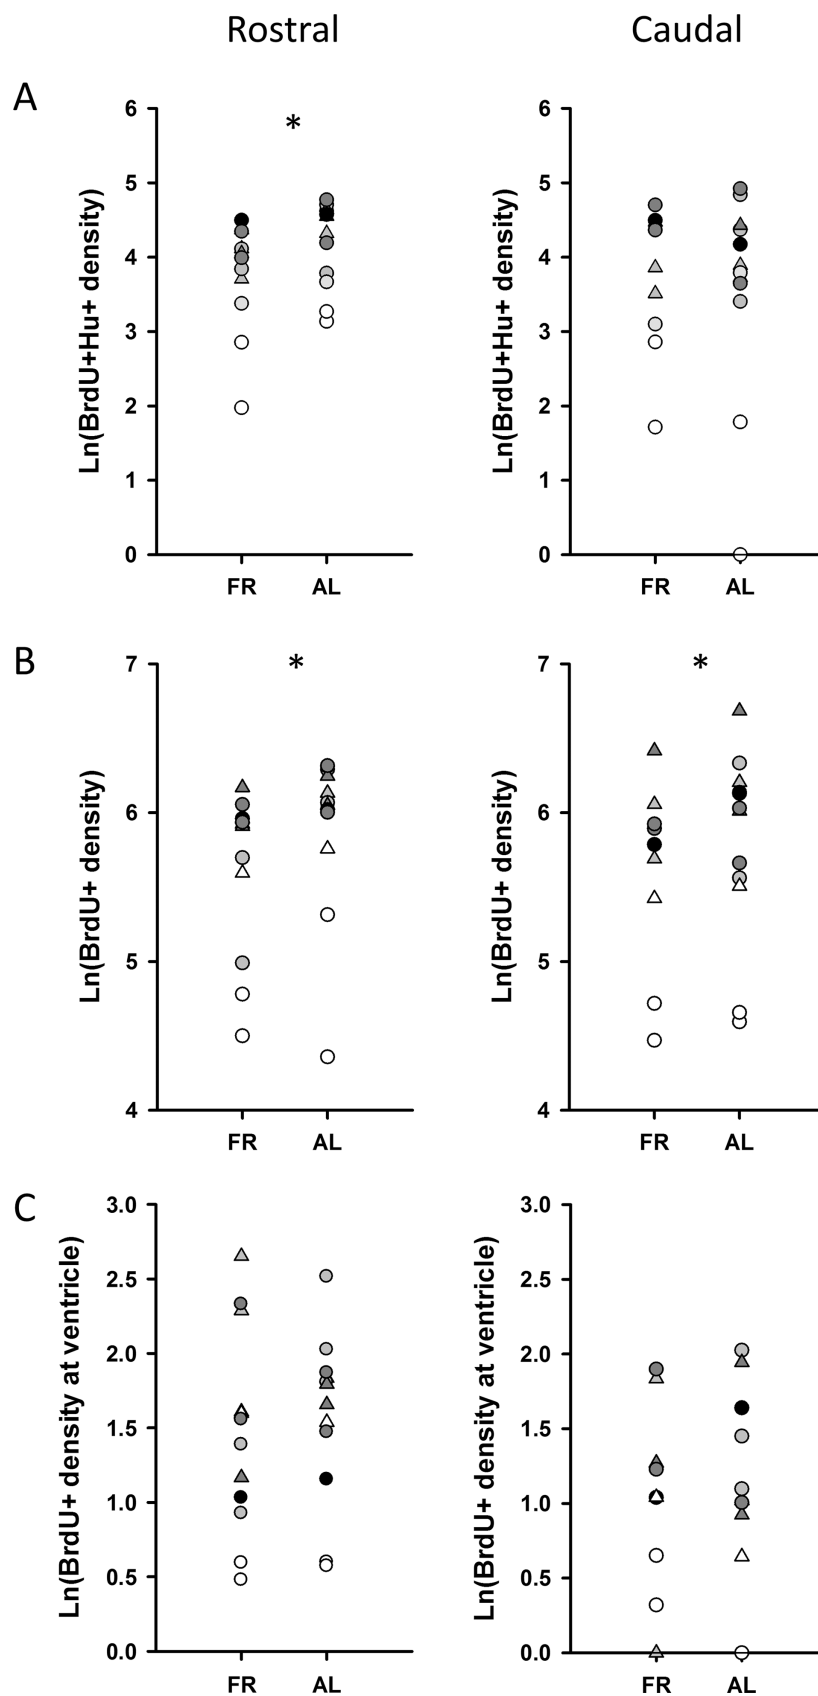 Rostral Caudal
A
*
Ln(BrdU+Hu+ density)
6
5
4
3
2
1
0
FR AL
Ln(BrdU+Hu+ density)
6
5
4
3
2
1
0
FR AL
B
*
Ln(BrdU+ density)
7
6
5
4
FR AL
*
Ln(BrdU+ density)
7
6
5
4
FR AL
C
Ln(BrdU+ density at ventricle)
3.0
2.5
2.0
1.5
1.0
0.5
0.0
FR AL
Ln(BrdU+ density at ventricle)
3.0
2.5
2.0
1.5
1.0
0.5
0.0
FR AL